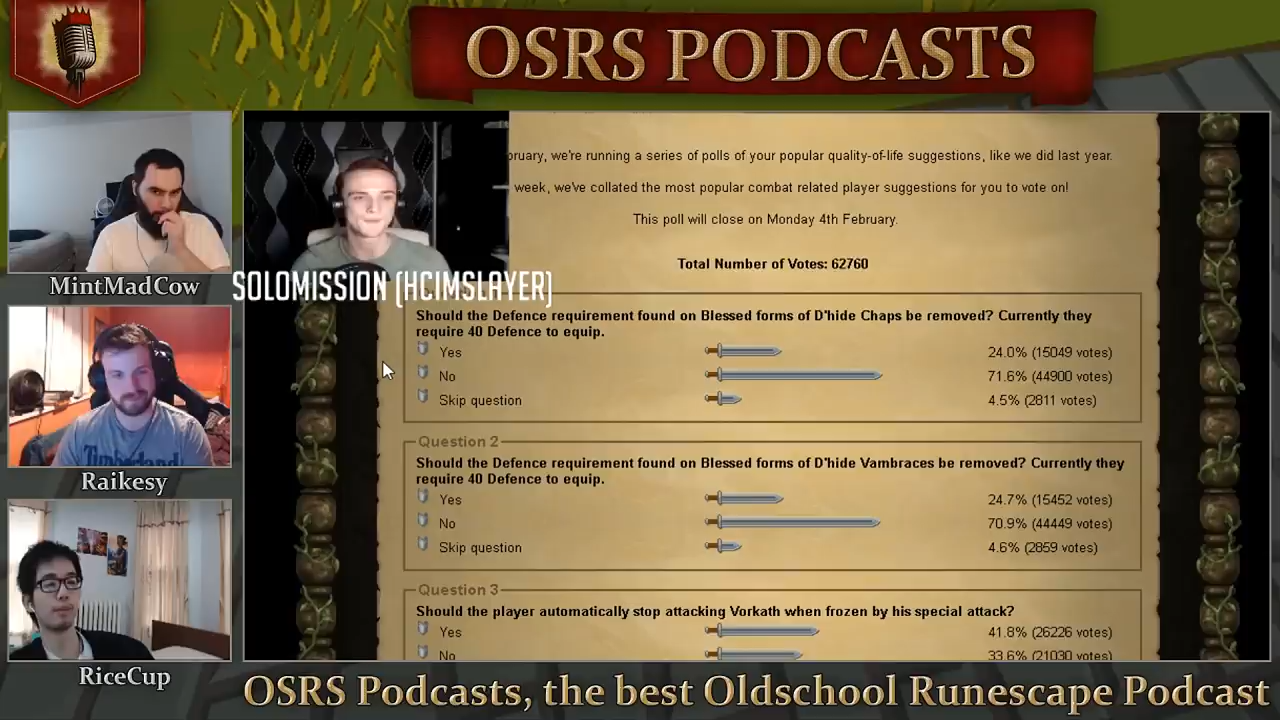 OSRS PODCASTS
bruary, we're running a series of polls of your popular quality-of-life suggestions, like we did last year.
week, we've collated the most popular combat related player suggestions for you to vote on!
This poll will close on Monday 4th February.
Total Number of Votes: 62760
MintMadCow
SOLOMISSION (HCIMSLAYER)
Should the Defence requirement found on Blessed forms of D'hide Chaps be removed? Currently they
require 40 Defence to equip.
Yes 24.0% (15049 votes)
No 71.6% (44900 votes)
Skip question 4.5% (2811 votes)
Question 2
Should the Defence requirement found on Blessed forms of D'hide Vambraces be removed? Currently they
require 40 Defence to equip.
Yes 24.7% (15452 votes)
No 70.9% (44449 votes)
Skip question 4.6% (2859 votes)
Timberland
Raikesy
Question 3
Should the player automatically stop attacking Vorkath when frozen by his special attack?
Yes 41.8% (26226 votes)
No 33.6% (21030 votes)
RiceCup
OSRS Podcasts, the best Oldschool Runescape Podcast